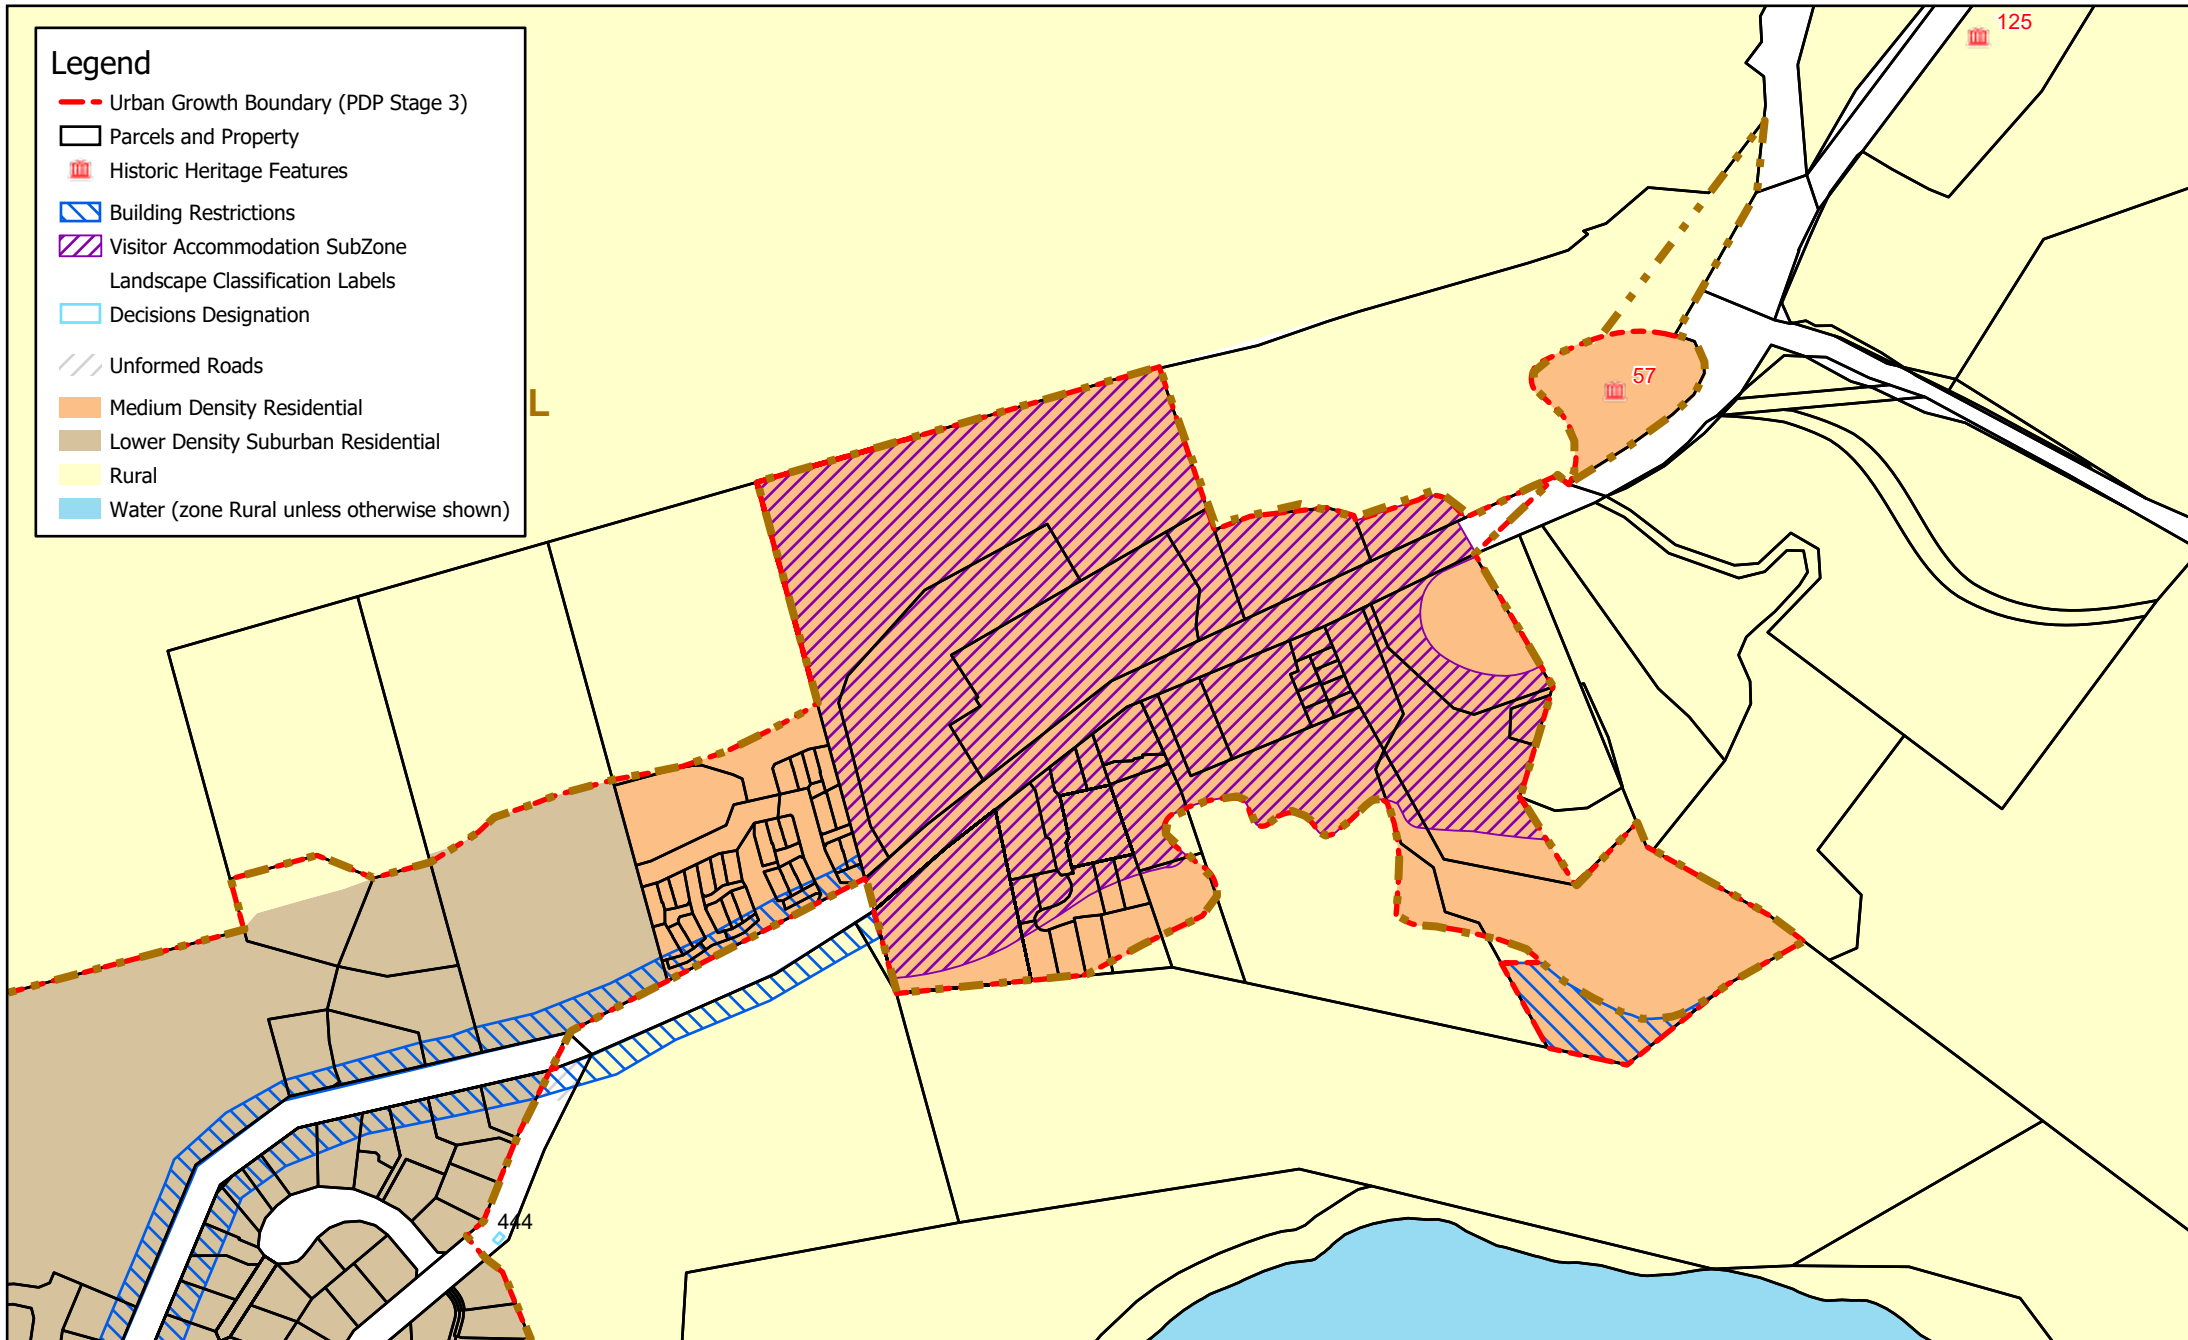 Legend
Urban Growth Boundary (PDP Stage 3)
Parcels and Property
Historic Heritage Features
Building Restrictions
Visitor Accommodation SubZone
Landscape Classification Labels
Decisions Designation
Unformed Roads
Medium Density Residential
Lower Density Suburban Residential
Rural
Water (zone Rural unless otherwise shown)
125
57
L
444